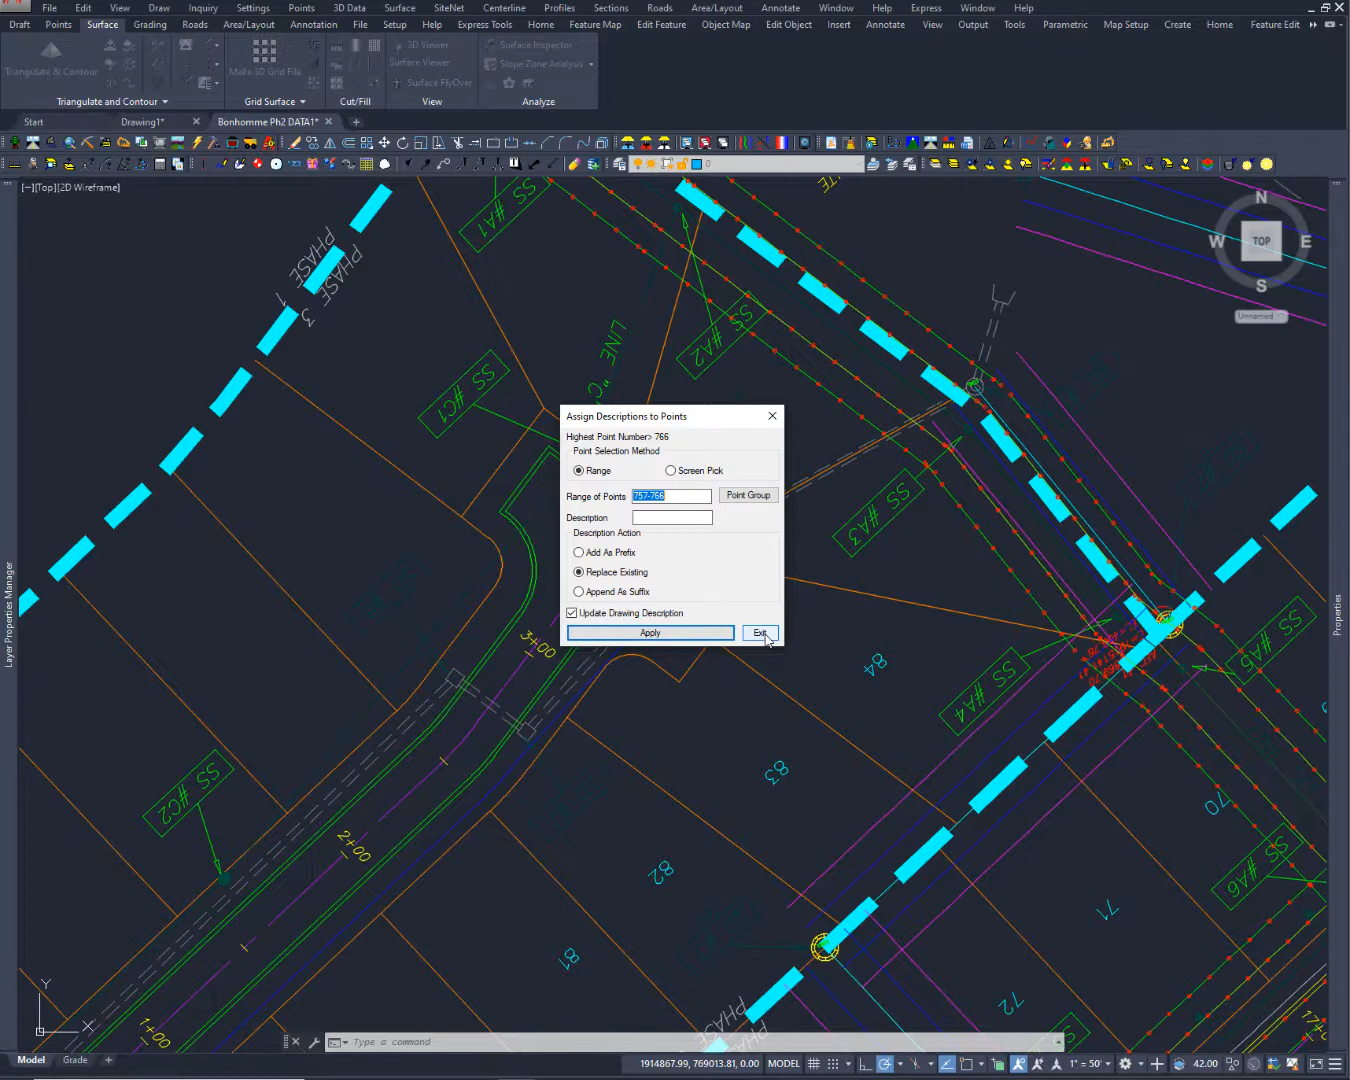 File Edit View Draw Inquiry Settings Points 3D Data Surface SiteNet Centerline Profiles Sections Roads Area/Layout Annotate Window Help Express Window Help
Draft Points Surface Grading Roads Area/Layout Annotation File Setup Help Express Tools Home Feature Map Edit Feature Draw Edit Object Insert Annotate View Output Tools Parametric Map Setup Create Home Feature Edit
Triangulate & Contour
Make 3D Grid File
3D Viewer
Surface Viewer
Surface FlyOver
Surface Inspector
Slope Zone Analysis
Triangulate and Contour
Grid Surface
Cut/Fill
View
Analyze
Start
Drawing1*
Bonhomme Ph2 DATA1*
0
[−][Top][2D Wireframe]
N
W TOP E
S
Unnamed
PHASE 1
PHASE 3
SS #A1
SS #A2
LINE "C
SS #C1
SS #A3
SS #A4
SS #A5
SS #A6
SS #C2
3+00
2+00
1+00
17+00
84
83
82
81
70
71
72
PHASE
PHASE
Assign Descriptions to Points
Highest Point Number> 766
Point Selection Method
Range
Screen Pick
Range of Points
757-766
Point Group
Description
Description Action
Add As Prefix
Replace Existing
Append As Suffix
Update Drawing Description
Apply
Exit
Layer Properties Manager
Properties
Y
X
Type a command
Model
Grade
1914867.99, 769013.81, 0.00
MODEL
1" = 50'
42.00